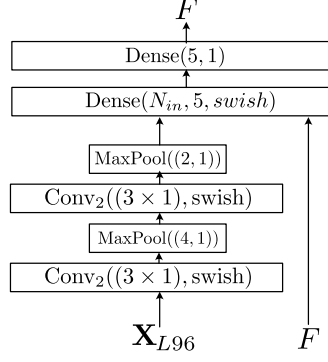 F
Dense(5, 1)
Dense(N_in, 5, swish)
MaxPool((2, 1))
Conv₂((3 × 1), swish)
MaxPool((4, 1))
Conv₂((3 × 1), swish)
X_L96 F